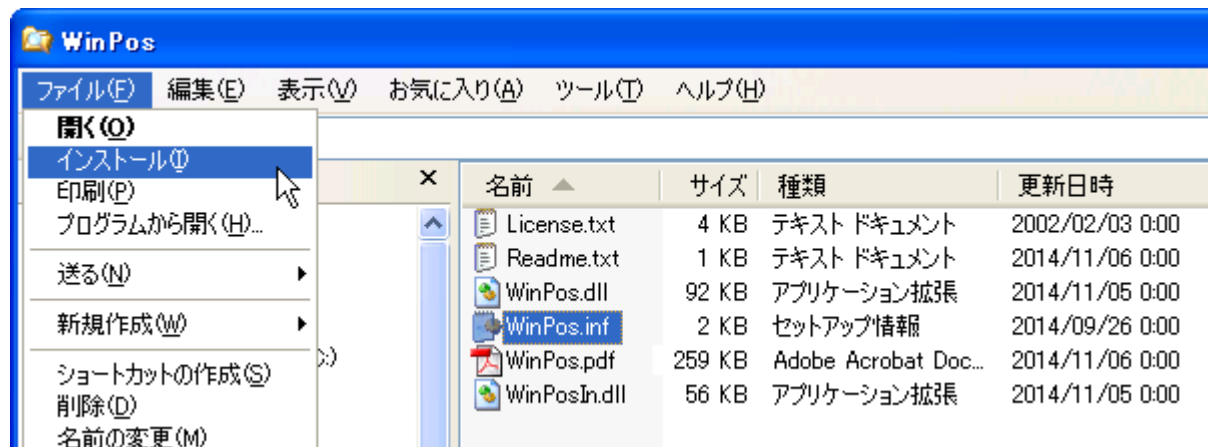 WinPos
ファイル(F) 編集(E) 表示(V) お気に入り(A) ツール(T) ヘルプ(H)
開く(O)
インストール(I)
印刷(P)
プログラムから開く(H)...
送る(N)
新規作成(W)
ショートカットの作成(S)
削除(D)
名前の変更(M)
:)
名前 サイズ 種類 更新日時
License.txt 4 KB テキスト ドキュメント 2002/02/03 0:00
Readme.txt 1 KB テキスト ドキュメント 2014/11/06 0:00
WinPos.dll 92 KB アプリケーション拡張 2014/11/05 0:00
WinPos.inf 2 KB セットアップ情報 2014/09/26 0:00
WinPos.pdf 259 KB Adobe Acrobat Doc... 2014/11/06 0:00
WinPosIn.dll 56 KB アプリケーション拡張 2014/11/05 0:00